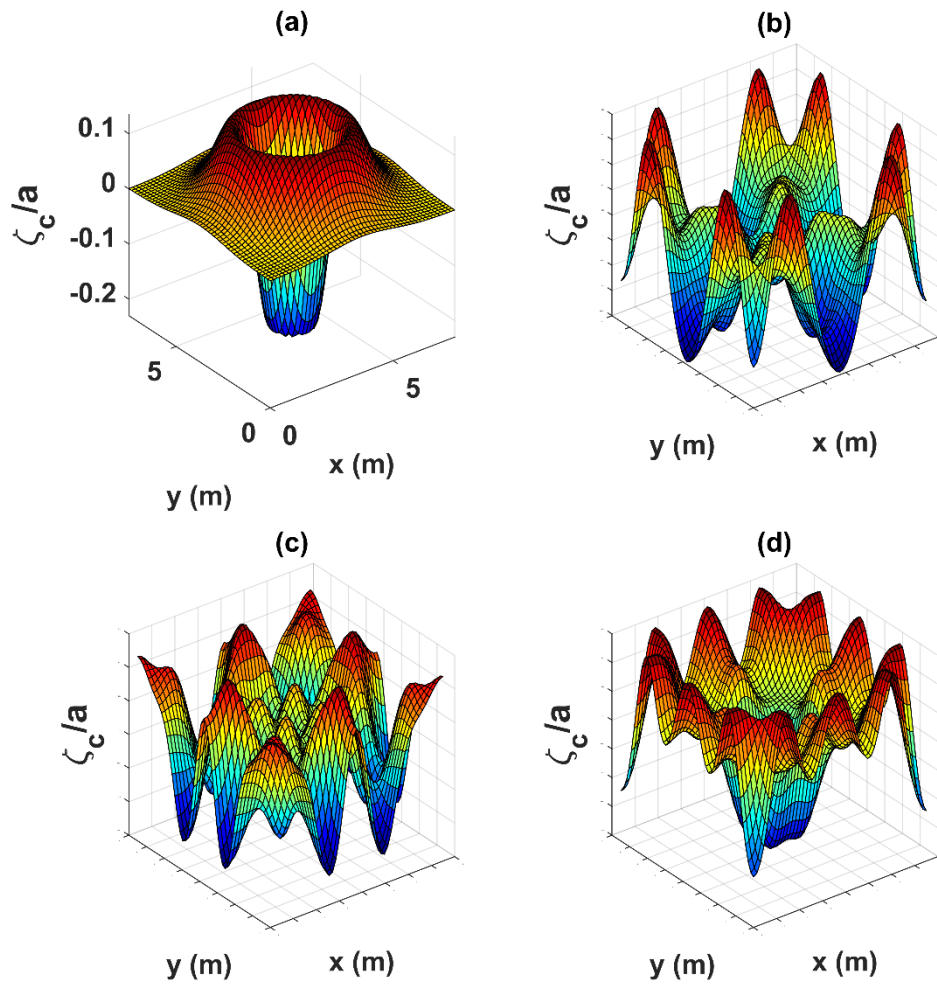 (a)
(b)
0.1
0
-0.1
-0.2
ζc/a
5
0
0
5
x (m)
y (m)
ζc/a
y (m)
x (m)
(c)
(d)
ζc/a
y (m)
x (m)
ζc/a
y (m)
x (m)